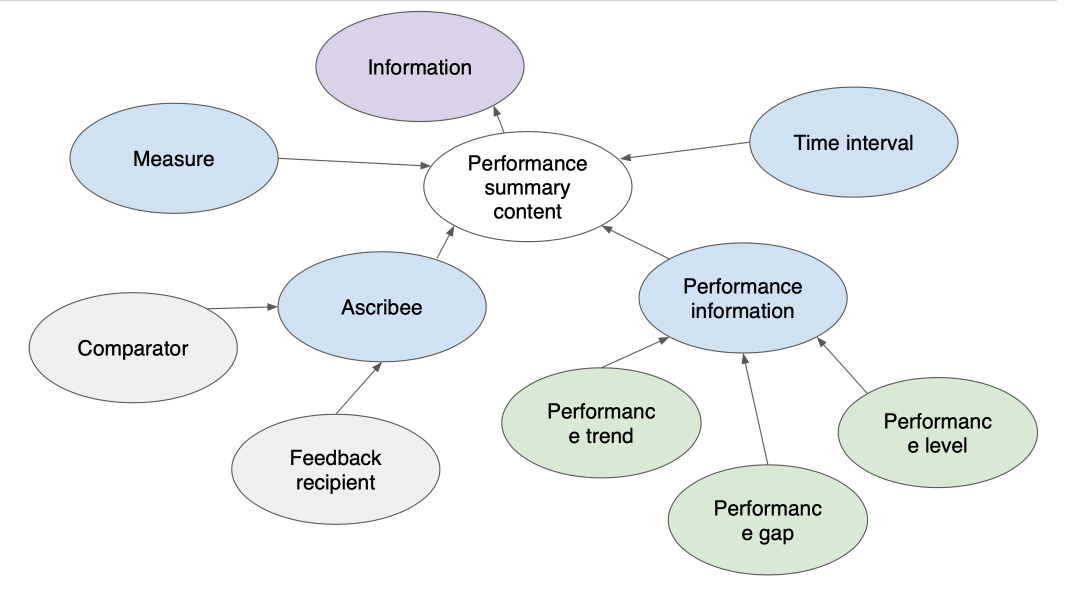 Information
Measure
Time interval
Performance
summary
content
Ascribee
Performance
information
Comparator
Feedback
recipient
Performanc
e trend
Performanc
e level
Performanc
e gap